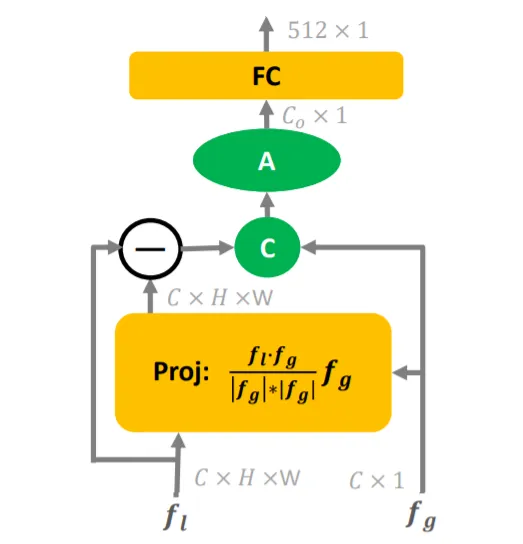 512 × 1
FC
C_o × 1
A
— C
C × H ×W
Proj: f_l·f_g / |f_g|*|f_g| f_g
C × H ×W C × 1
f_l f_g